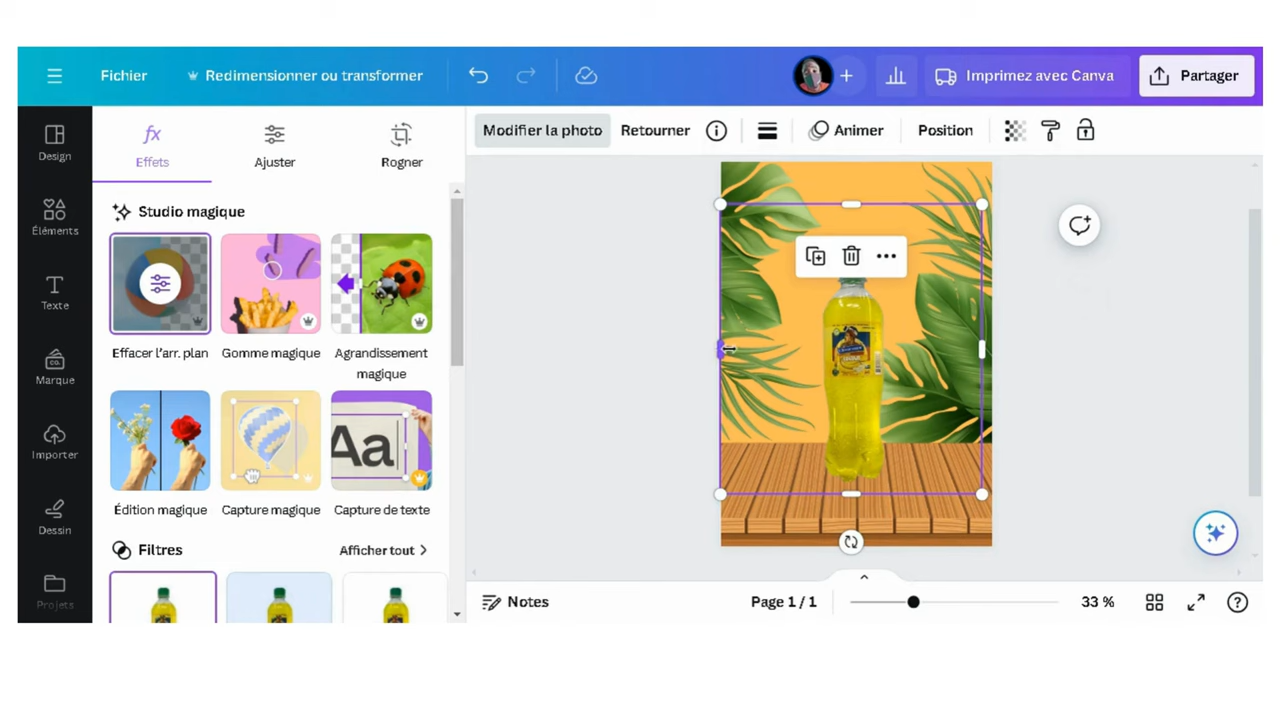 Fichier
Redimensionner ou transformer
Imprimez avec Canva
Partager
Design
Éléments
Texte
Marque
Importer
Dessin
Projets
Effets
Ajuster
Rogner
Studio magique
Effacer l'arr. plan
Gomme magique
Agrandissement
magique
Aa
Édition magique
Capture magique
Capture de texte
Filtres
Afficher tout
Modifier la photo
Retourner
Animer
Position
Notes
Page 1 / 1
33 %